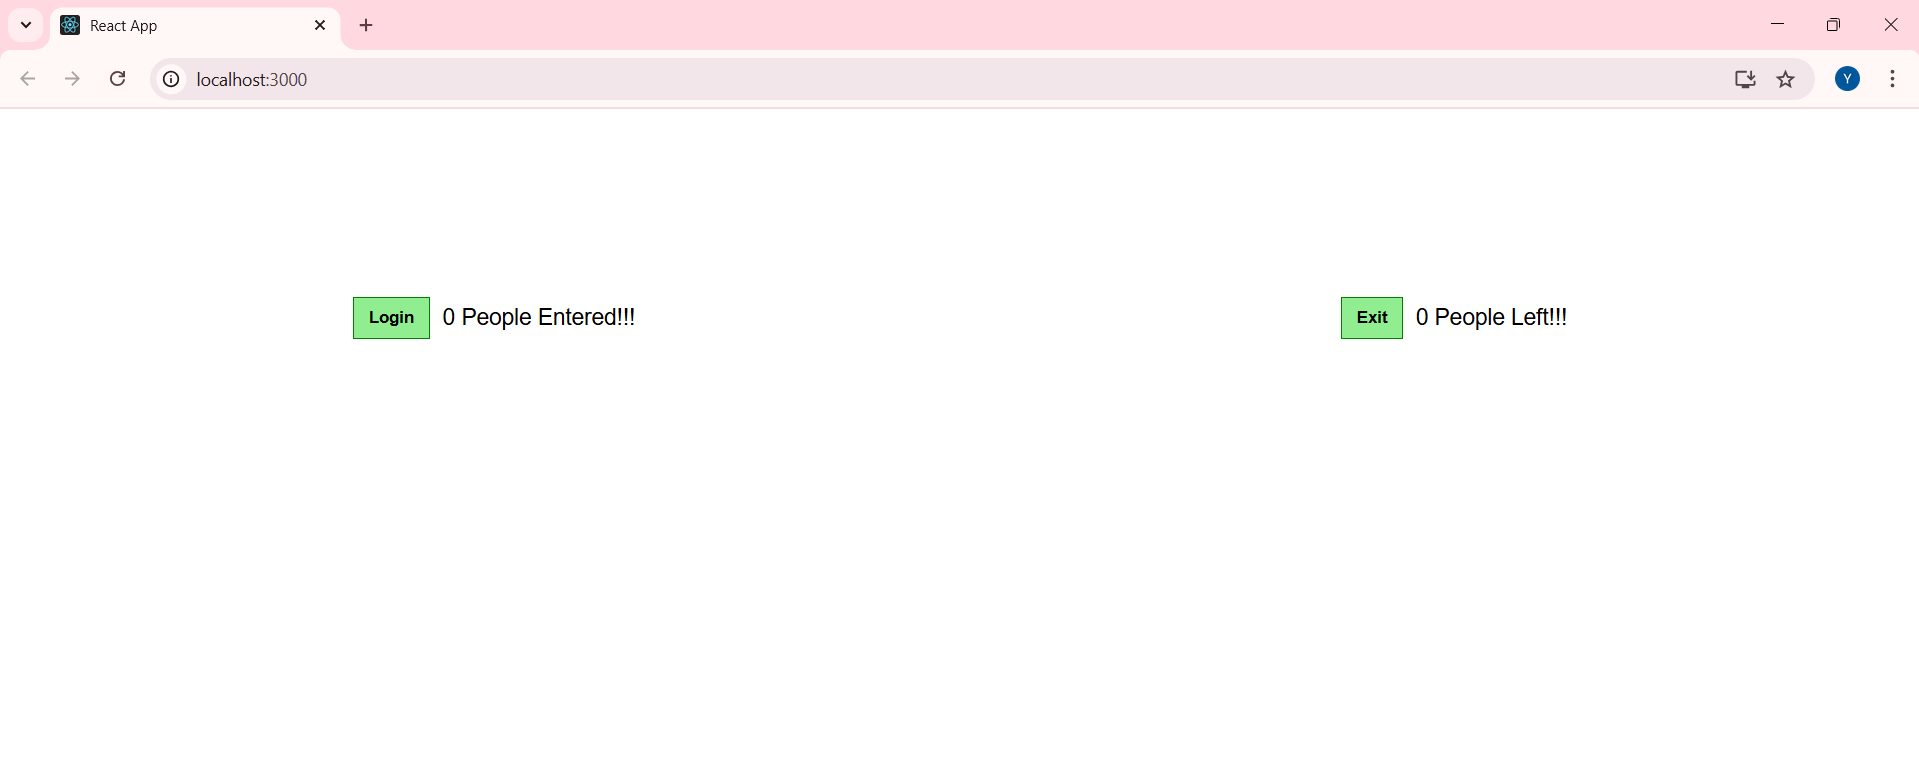 React App
localhost:3000
Y
Login 0 People Entered!!!
Exit 0 People Left!!!